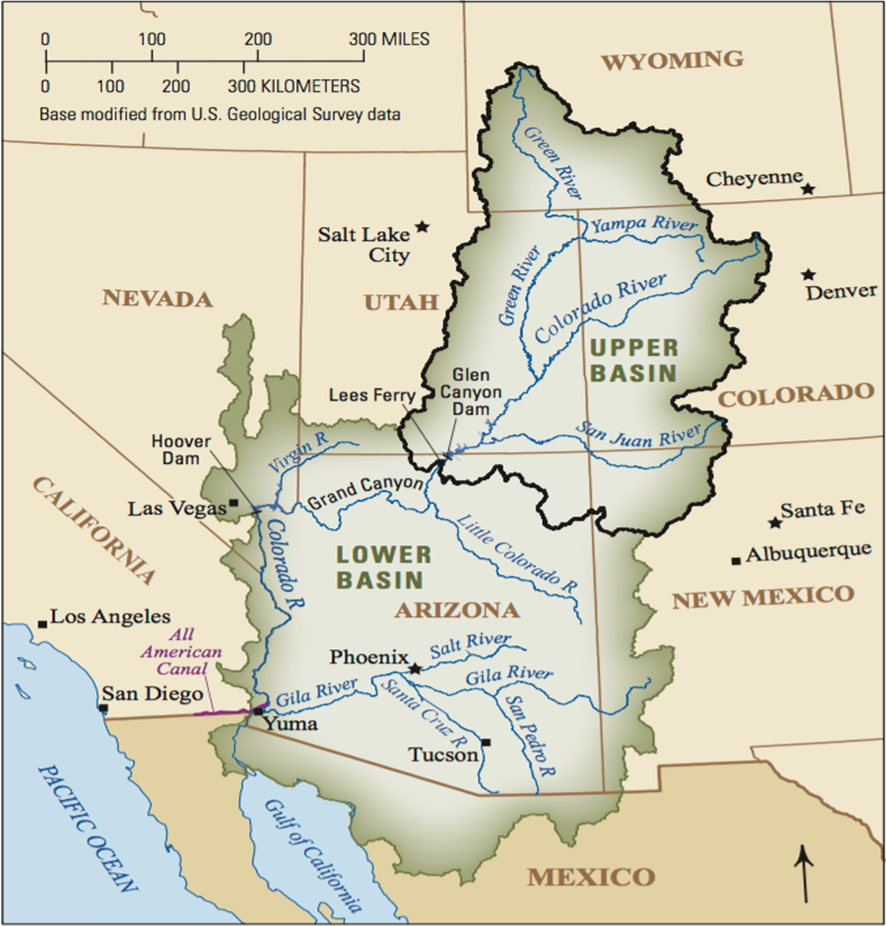 0 100 200 300 MILES
0 100 200 300 KILOMETERS
Base modified from U.S. Geological Survey data
WYOMING
Green River
Cheyenne
Yampa River
Salt Lake
City
Green River
Colorado River
Denver
NEVADA
UTAH
UPPER
BASIN
Glen
Canyon
Dam
Lees Ferry
COLORADO
San Juan River
Hoover
Dam
Virgin R
Grand Canyon
Las Vegas
Santa Fe
CALIFORNIA
Colorado R
Little Colorado R
Albuquerque
LOWER
BASIN
ARIZONA
NEW MEXICO
Los Angeles
All
American
Canal
Phoenix
Salt River
Gila River
San Diego
Gila River
Yuma
Santa Cruz R
San Pedro R
Tucson
PACIFIC OCEAN
Gulf of California
MEXICO